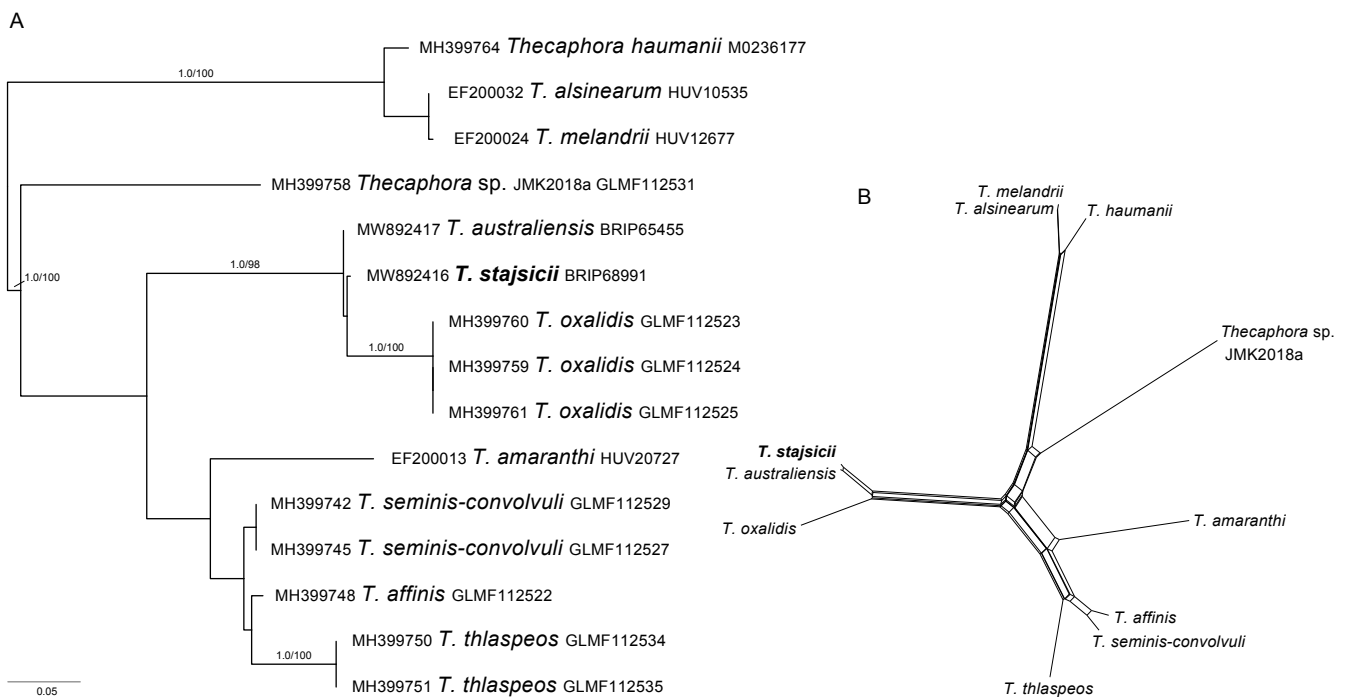 A
MH399764 Thecaphora haumanii M0236177
1.0/100
EF200032 T. alsinearum HUV10535
EF200024 T. melandrii HUV12677
MH399758 Thecaphora sp. JMK2018a GLMF112531
MW892417 T. australiensis BRIP65455
1.0/98
1.0/100
MW892416 T. stajsicii BRIP68991
MH399760 T. oxalidis GLMF112523
1.0/100
MH399759 T. oxalidis GLMF112524
MH399761 T. oxalidis GLMF112525
EF200013 T. amaranthi HUV20727
MH399742 T. seminis-convolvuli GLMF112529
MH399745 T. seminis-convolvuli GLMF112527
MH399748 T. affinis GLMF112522
MH399750 T. thlaspeos GLMF112534
1.0/100
MH399751 T. thlaspeos GLMF112535
0.05
B
T. melandrii
T. alsinearum
T. haumanii
Thecaphora sp.
JMK2018a
T. stajsicii
T. australiensis
T. oxalidis
T. amaranthi
T. affinis
T. seminis-convolvuli
T. thlaspeos